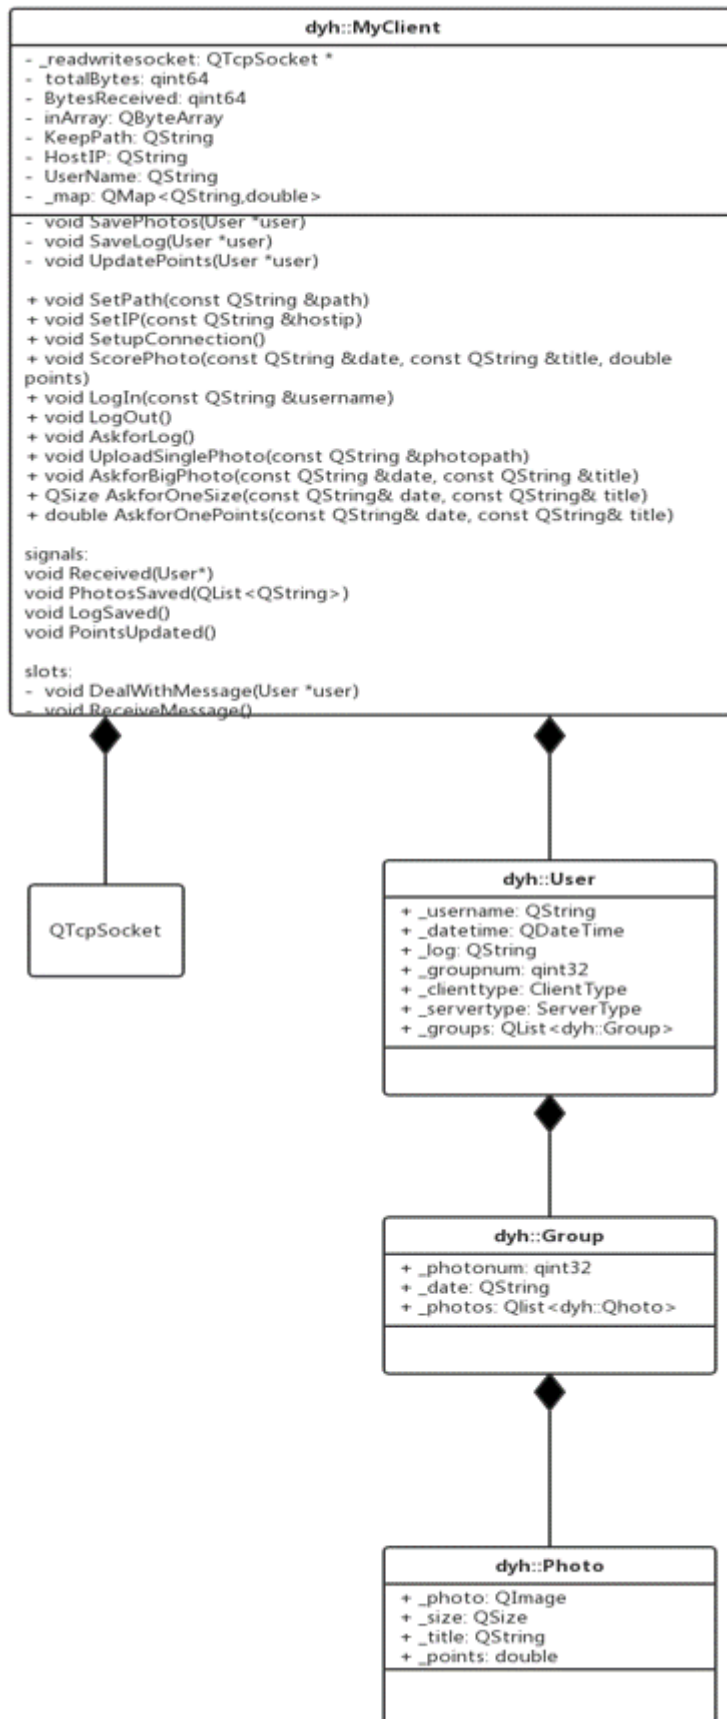 dyh::MyClient
- _readwritesocket: QTcpSocket *
- totalBytes: qint64
- BytesReceived: qint64
- inArray: QByteArray
- KeepPath: QString
- HostIP: QString
- UserName: QString
- _map: QMap<QString,double>
- void SavePhotos(User *user)
- void SaveLog(User *user)
- void UpdatePoints(User *user)
+ void SetPath(const QString &path)
+ void SetIP(const QString &hostip)
+ void SetupConnection()
+ void ScorePhoto(const QString &date, const QString &title, double
points)
+ void LogIn(const QString &username)
+ void LogOut()
+ void AskforLog()
+ void UploadSinglePhoto(const QString &photopath)
+ void AskforBigPhoto(const QString &date, const QString &title)
+ QSize AskforOneSize(const QString& date, const QString& title)
+ double AskforOnePoints(const QString& date, const QString& title)
signals:
void Received(User*)
void PhotosSaved(QList<QString>)
void LogSaved()
void PointsUpdated()
slots:
- void DealWithMessage(User *user)
- void ReceiveMessage()
QTcpSocket
dyh::User
+ _username: QString
+ _datetime: QDateTime
+ _log: QString
+ _groupnum: qint32
+ _clienttype: ClientType
+ _servertype: ServerType
+ _groups: QList<dyh::Group>
dyh::Group
+ _photonum: qint32
+ _date: QString
+ _photos: Qlist<dyh::Qhoto>
dyh::Photo
+ _photo: QImage
+ _size: QSize
+ _title: QString
+ _points: double